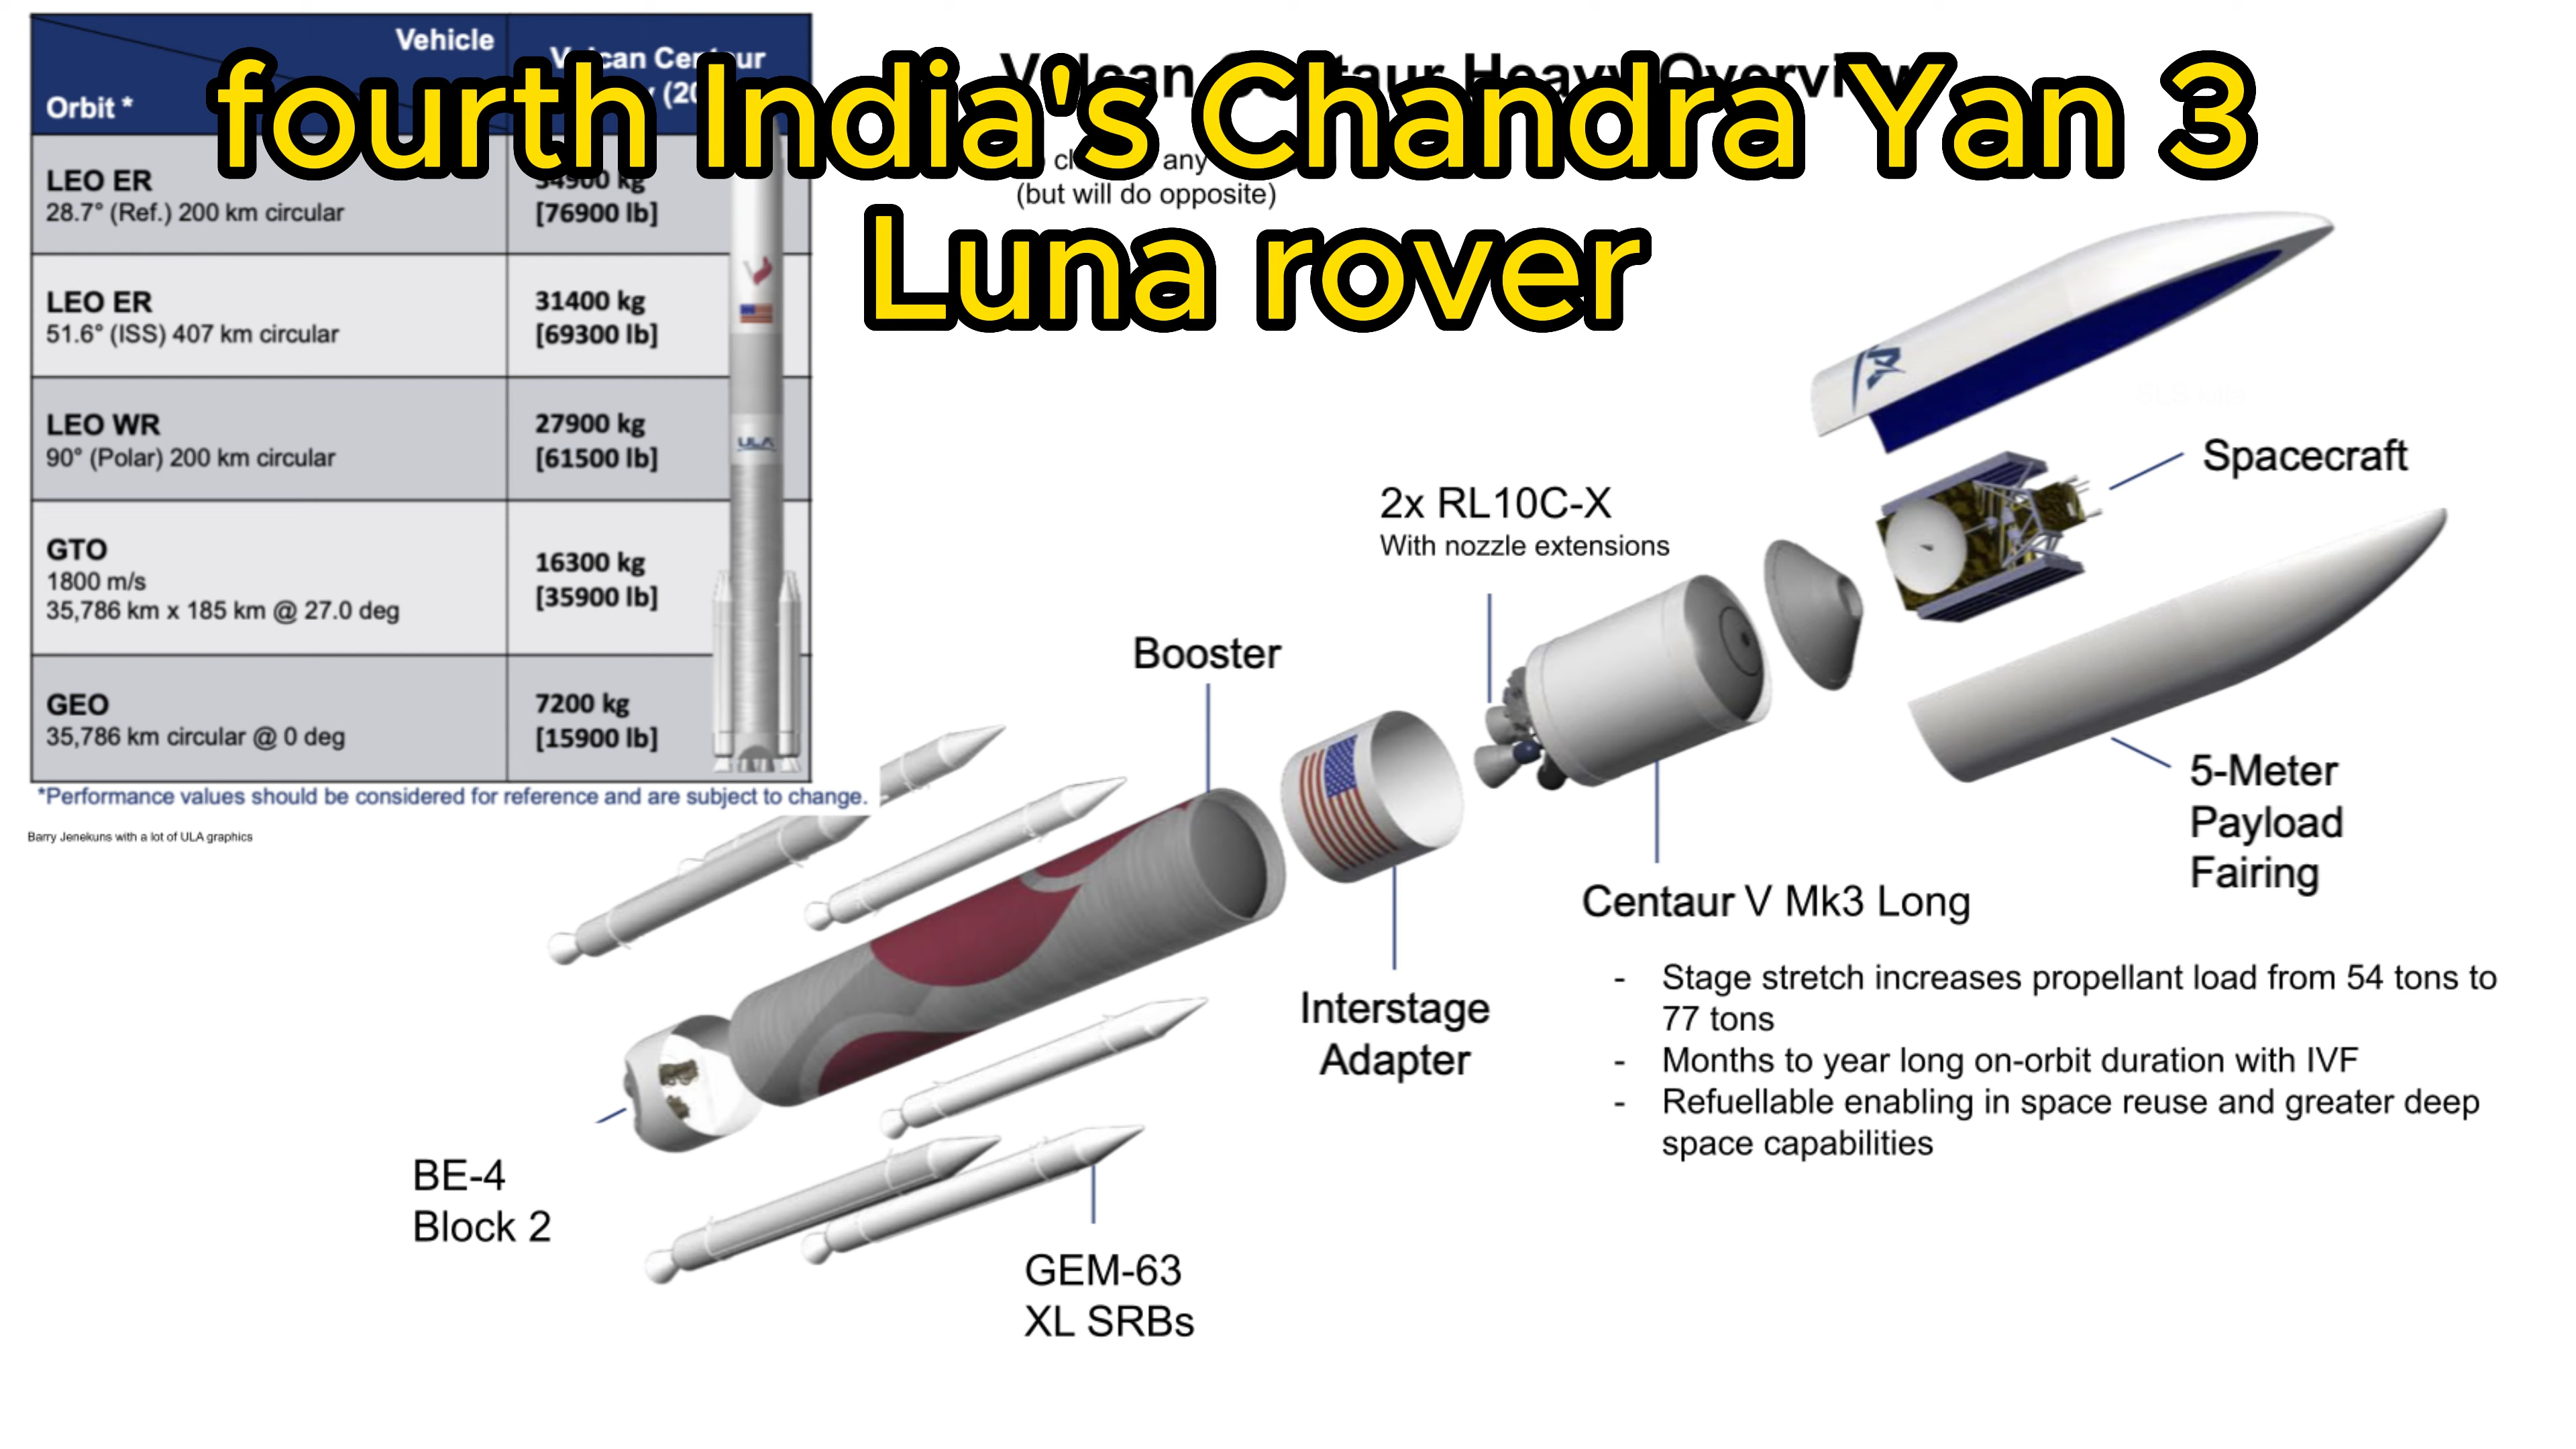 fourth India's Chandra Yan 3
Luna rover
Vehicle
Orbit *
LEO ER
28.7° (Ref.) 200 km circular
34900 kg
[76900 lb]
LEO ER
51.6° (ISS) 407 km circular
31400 kg
[69300 lb]
LEO WR
90° (Polar) 200 km circular
27900 kg
[61500 lb]
GTO
1800 m/s
35,786 km x 185 km @ 27.0 deg
16300 kg
[35900 lb]
GEO
35,786 km circular @ 0 deg
7200 kg
[15900 lb]
ULA
*Performance values should be considered for reference and are subject to change.
Barry Jenekuns with a lot of ULA graphics
any
(but will do opposite)
Spacecraft
2x RL10C-X
With nozzle extensions
Booster
5-Meter
Payload
Fairing
Centaur V Mk3 Long
- Stage stretch increases propellant load from 54 tons to
77 tons
- Months to year long on-orbit duration with IVF
- Refuellable enabling in space reuse and greater deep
space capabilities
Interstage
Adapter
BE-4
Block 2
GEM-63
XL SRBs